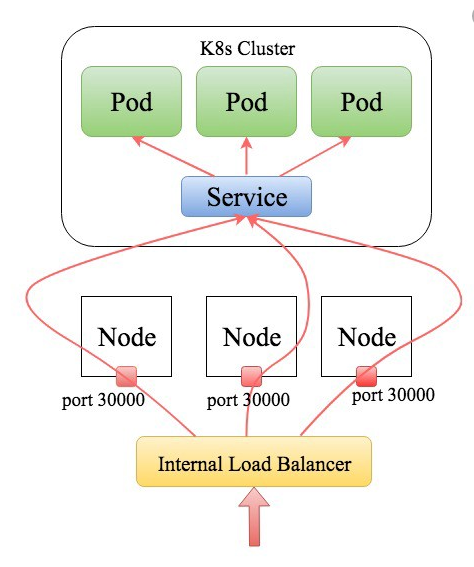 K8s Cluster
Pod
Pod
Pod
Service
Node
Node
Node
port 30000
port 30000
port 30000
Internal Load Balancer